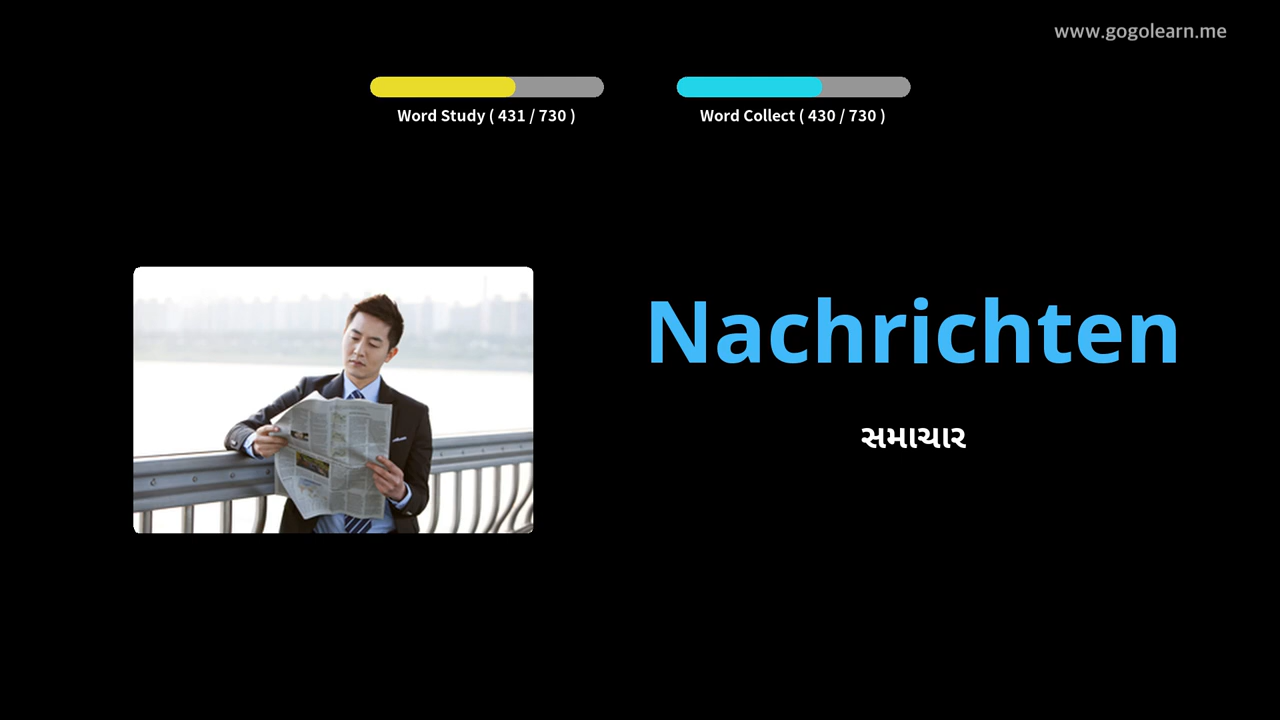 www.gogolearn.me
Word Study ( 431 / 730 )
Word Collect ( 430 / 730 )
Nachrichten
સમાચાર